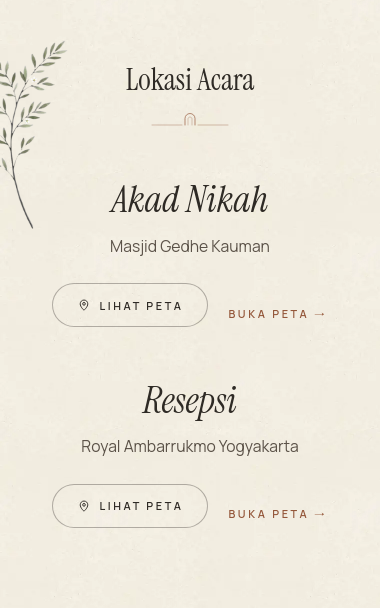 Lokasi Acara
Akad Nikah
Masjid Gedhe Kauman
LIHAT PETA
BUKA PETA →
Resepsi
Royal Ambarrukmo Yogyakarta
LIHAT PETA
BUKA PETA →